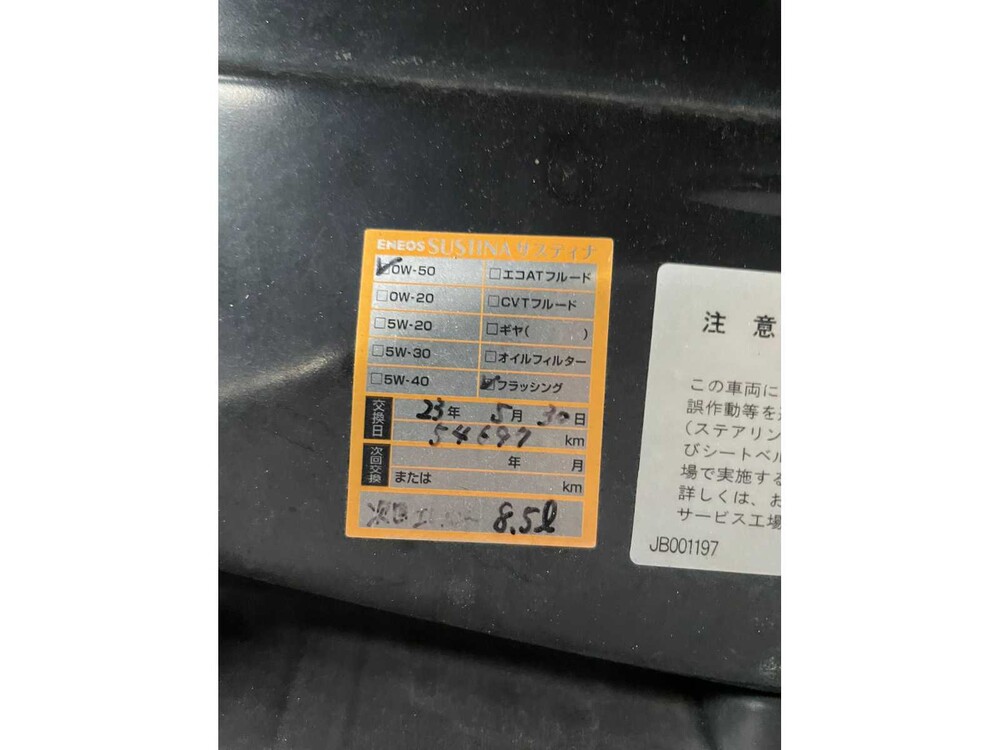 ENEOS SUSTINA サスティナ
☑0W-50 □エコATフルード
□0W-20 □CVTフルード
□5W-20 □ギヤ( )
□5W-30 □オイルフィルター
□5W-40 ☑フラッシング
交換日 23年 5月 30日
54697 km
次回交換 年 月
または km
8.5ℓ
注 意
この車両に
誤作動等を
(ステアリン
びシートベル
場で実施する
詳しくは、お
サービス工場
JB001197